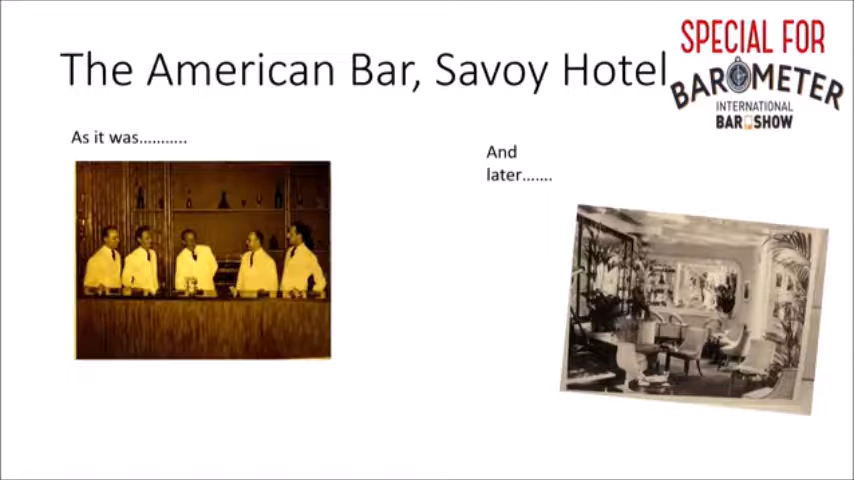 The American Bar, Savoy Hotel
SPECIAL FOR
BAROMETER
INTERNATIONAL
BAR SHOW
As it was...........
And
later.......